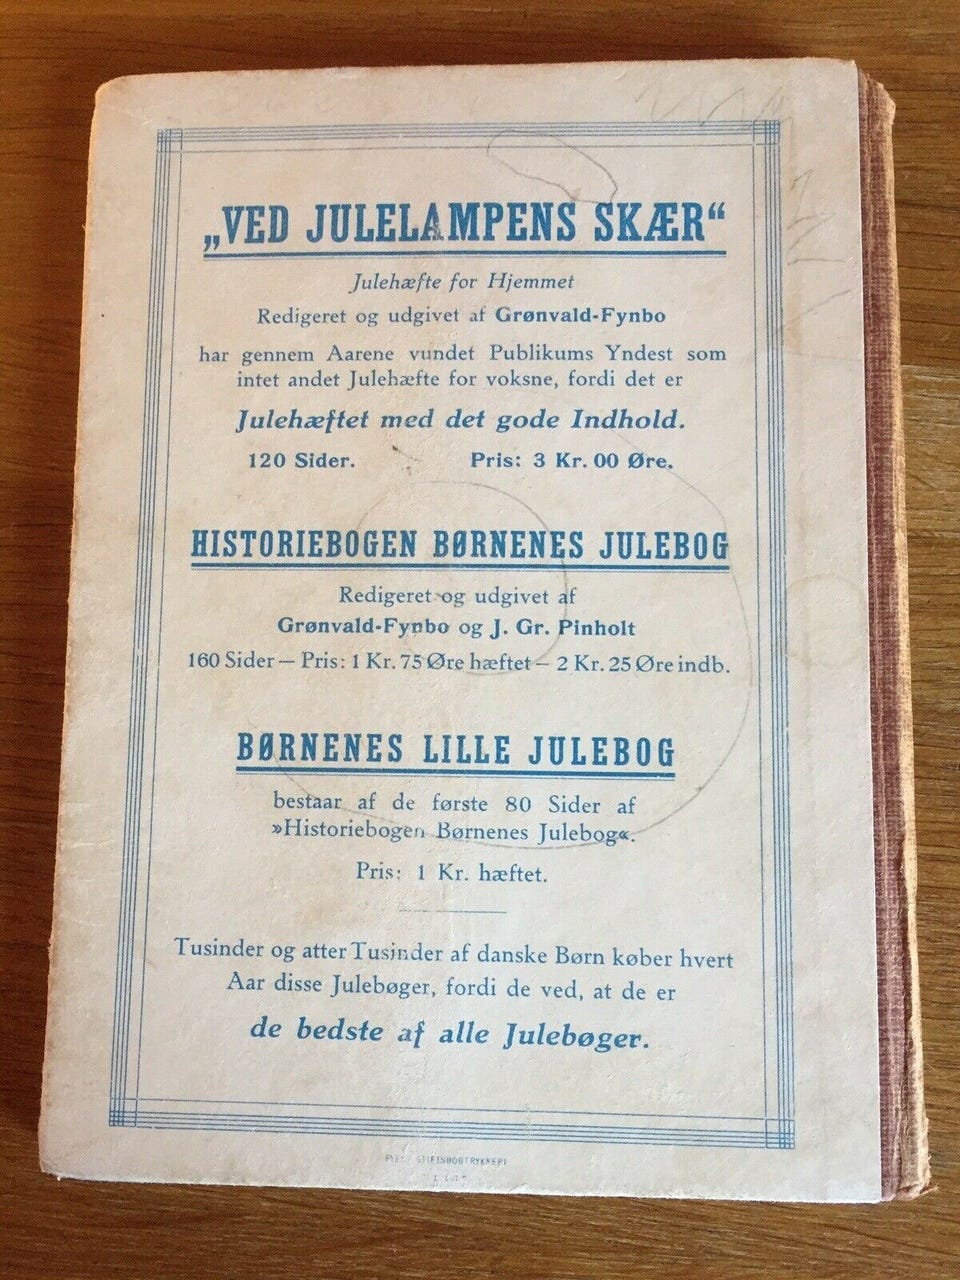 „VED JULELAMPENS SKÆR“
Julehæfte for Hjemmet
Redigeret og udgivet af Grønvald-Fynbo
har gennem Aarene vundet Publikums Yndest som
intet andet Julehæfte for voksne, fordi det er
Julehæftet med det gode Indhold.
120 Sider. Pris: 3 Kr. 00 Øre.
HISTORIEBOGEN BØRNENES JULEBOG
Redigeret og udgivet af
Grønvald-Fynbo og J. Gr. Pinholt
160 Sider — Pris: 1 Kr. 75 Øre hæftet — 2 Kr. 25 Øre indb.
BØRNENES LILLE JULEBOG
bestaar af de første 80 Sider af
»Historiebogen Børnenes Julebog«.
Pris: 1 Kr. hæftet.
Tusinder og atter Tusinder af danske Børn køber hvert
Aar disse Julebøger, fordi de ved, at de er
de bedste af alle Julebøger.
STIFTSBOGTRYKKERI